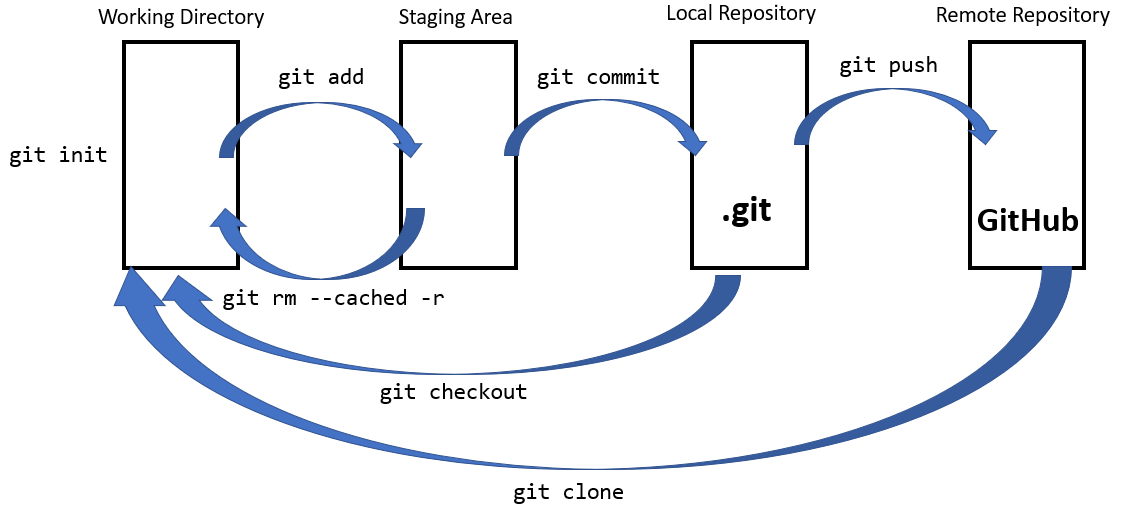 Working Directory
Staging Area
Local Repository
Remote Repository
git add
git commit
git push
git init
.git
GitHub
git rm --cached -r
git checkout
git clone